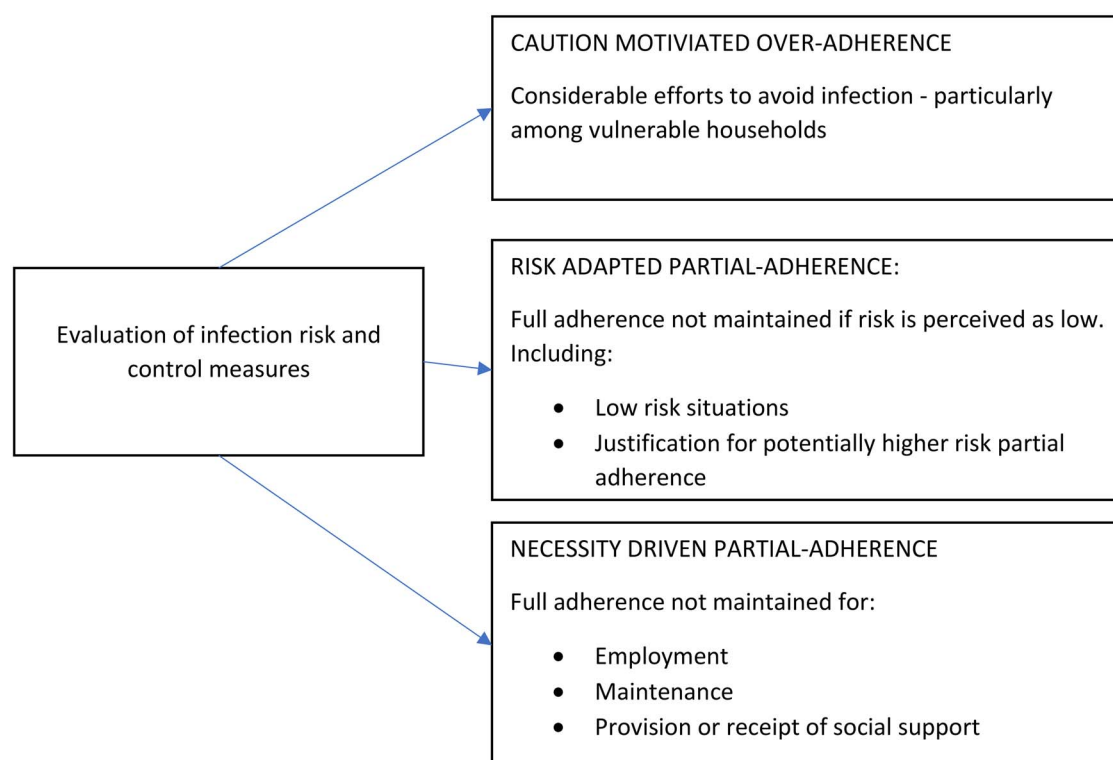 CAUTION MOTIVIATED OVER-ADHERENCE
Considerable efforts to avoid infection - particularly
among vulnerable households
Evaluation of infection risk and
control measures
RISK ADAPTED PARTIAL-ADHERENCE:
Full adherence not maintained if risk is perceived as low.
Including:
• Low risk situations
• Justification for potentially higher risk partial
adherence
NECESSITY DRIVEN PARTIAL-ADHERENCE
Full adherence not maintained for:
• Employment
• Maintenance
• Provision or receipt of social support